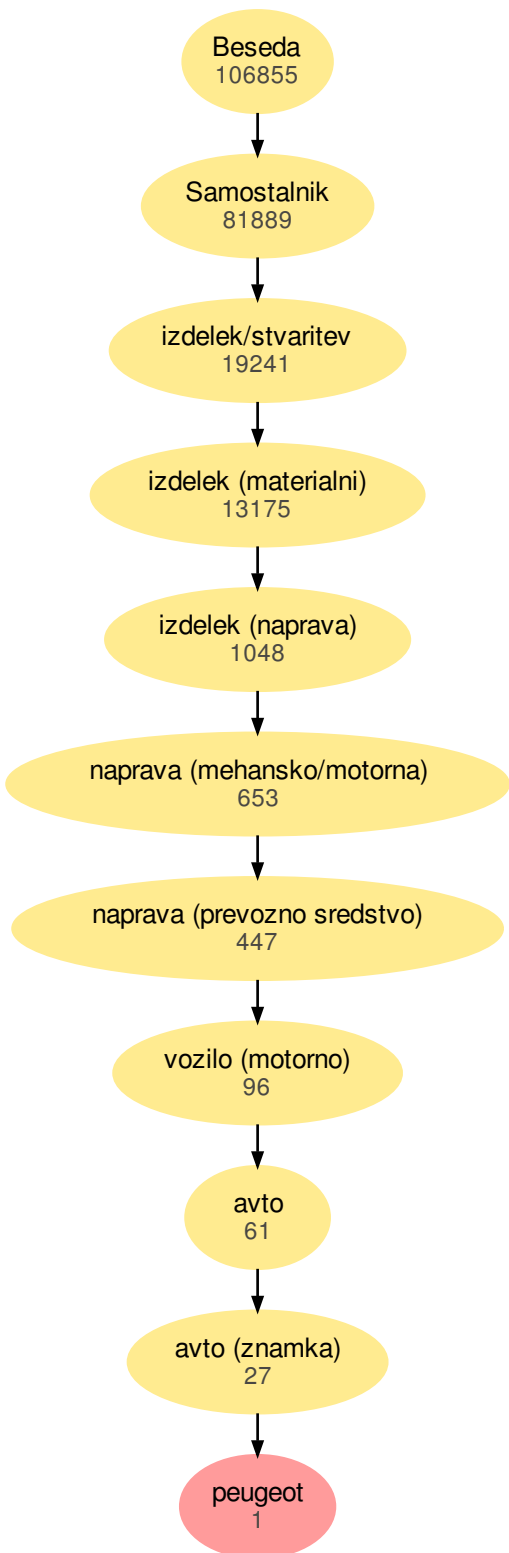 Beseda
106855
Samostalnik
81889
izdelek/stvaritev
19241
izdelek (materialni)
13175
izdelek (naprava)
1048
naprava (mehansko/motorna)
653
naprava (prevozno sredstvo)
447
vozilo (motorno)
96
avto
61
avto (znamka)
27
peugeot
1